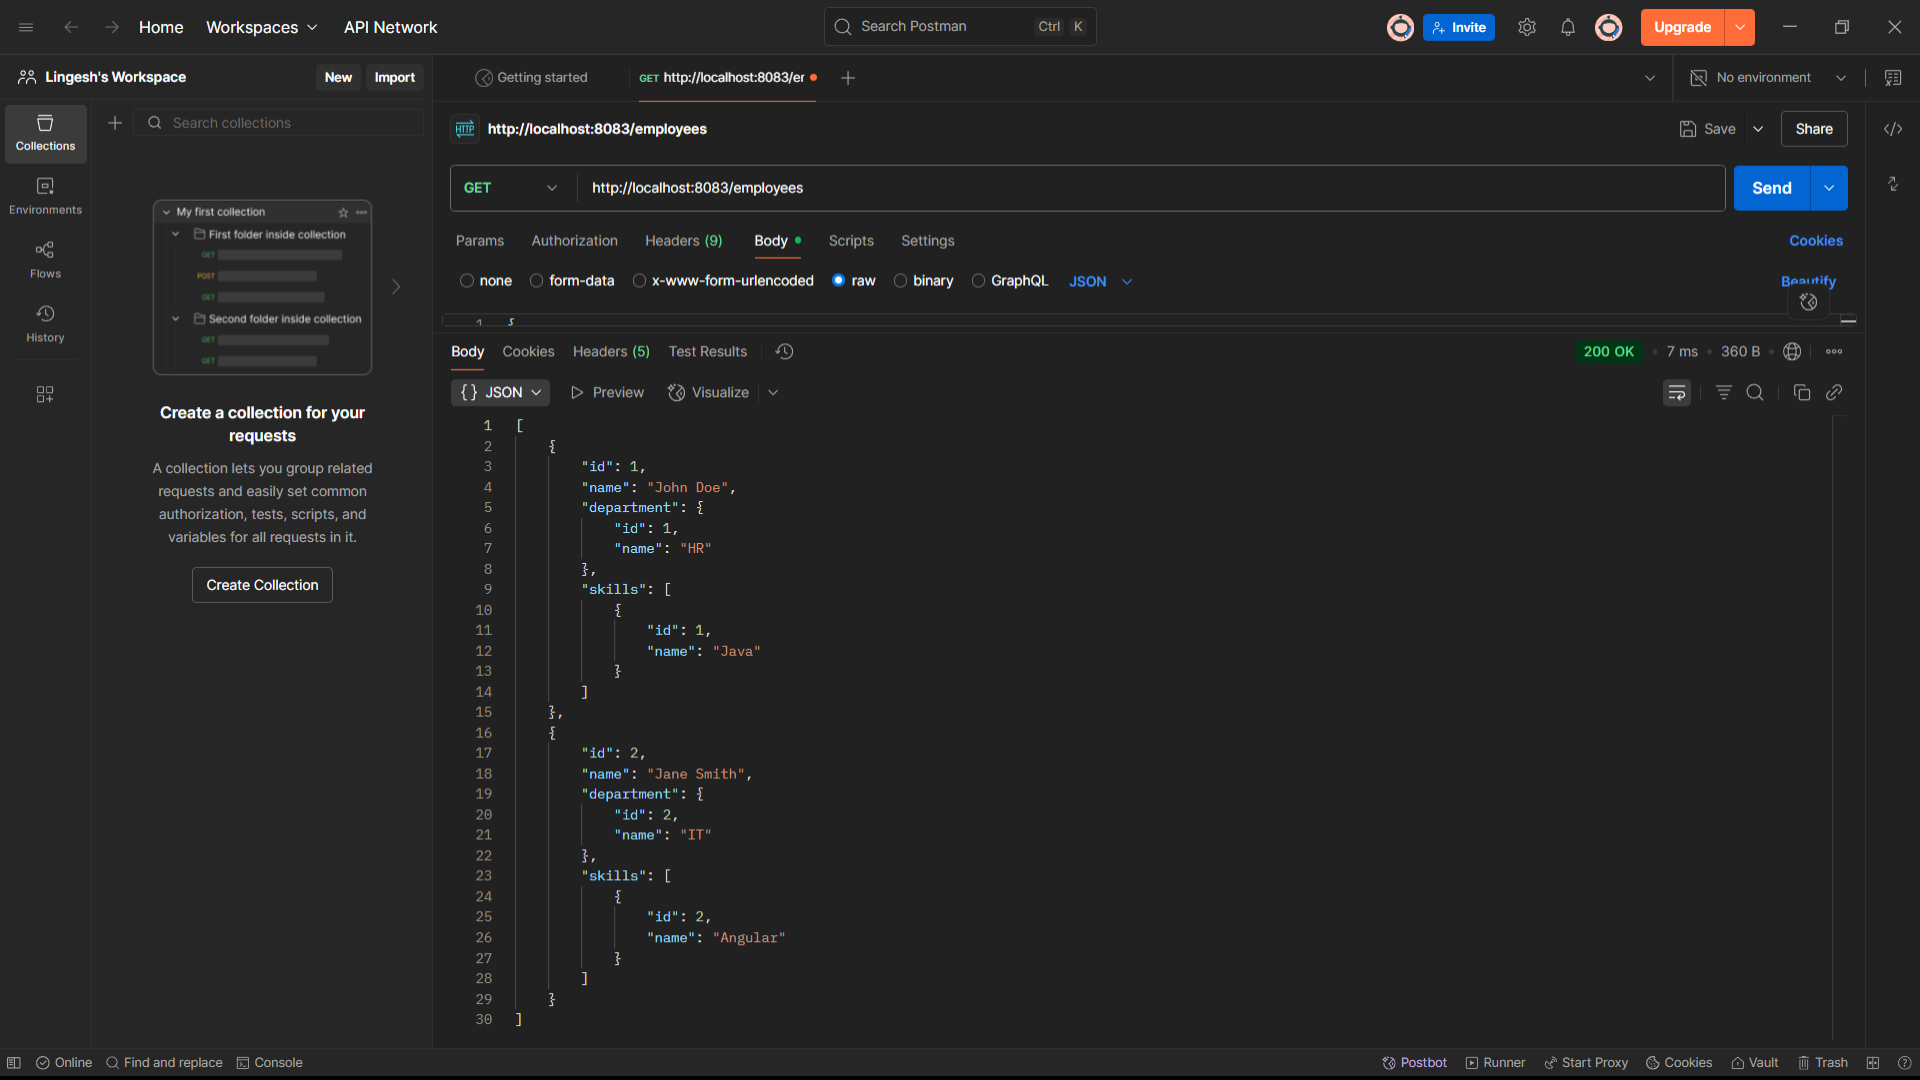 Home Workspaces API Network Search Postman Ctrl K Invite Upgrade
Lingesh's Workspace New Import Getting started GET http://localhost:8083/er No environment
Collections
Search collections
http://localhost:8083/employees Save Share
Environments
GET http://localhost:8083/employees Send
My first collection
First folder inside collection
GET
POST
GET
Second folder inside collection
GET
GET
Flows
History
Params Authorization Headers (9) Body Scripts Settings Cookies
none form-data x-www-form-urlencoded raw binary GraphQL JSON Beautify
1 {
Body Cookies Headers (5) Test Results 200 OK 7 ms 360 B
{} JSON Preview Visualize
Create a collection for your
requests
A collection lets you group related
requests and easily set common
authorization, tests, scripts, and
variables for all requests in it.
Create Collection
1 [
2 {
3 "id": 1,
4 "name": "John Doe",
5 "department": {
6 "id": 1,
7 "name": "HR"
8 },
9 "skills": [
10 {
11 "id": 1,
12 "name": "Java"
13 }
14 ]
15 },
16 {
17 "id": 2,
18 "name": "Jane Smith",
19 "department": {
20 "id": 2,
21 "name": "IT"
22 },
23 "skills": [
24 {
25 "id": 2,
26 "name": "Angular"
27 }
28 ]
29 }
30 ]
Online Find and replace Console Postbot Runner Start Proxy Cookies Vault Trash